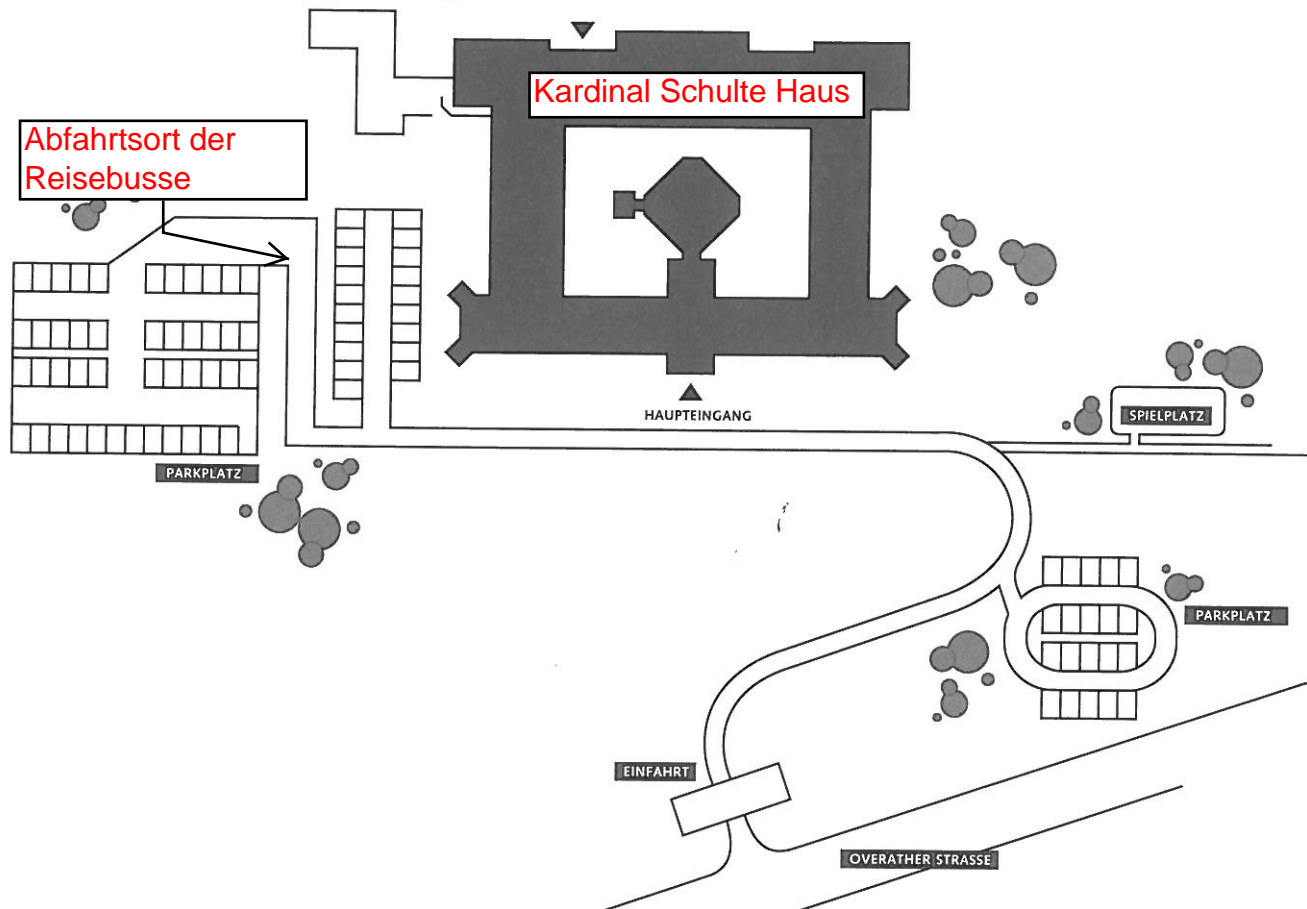 Kardinal Schulte Haus
Abfahrtsort der
Reisebusse
HAUPTEINGANG
SPIELPLATZ
PARKPLATZ
PARKPLATZ
EINFAHRT
OVERATHER STRASSE